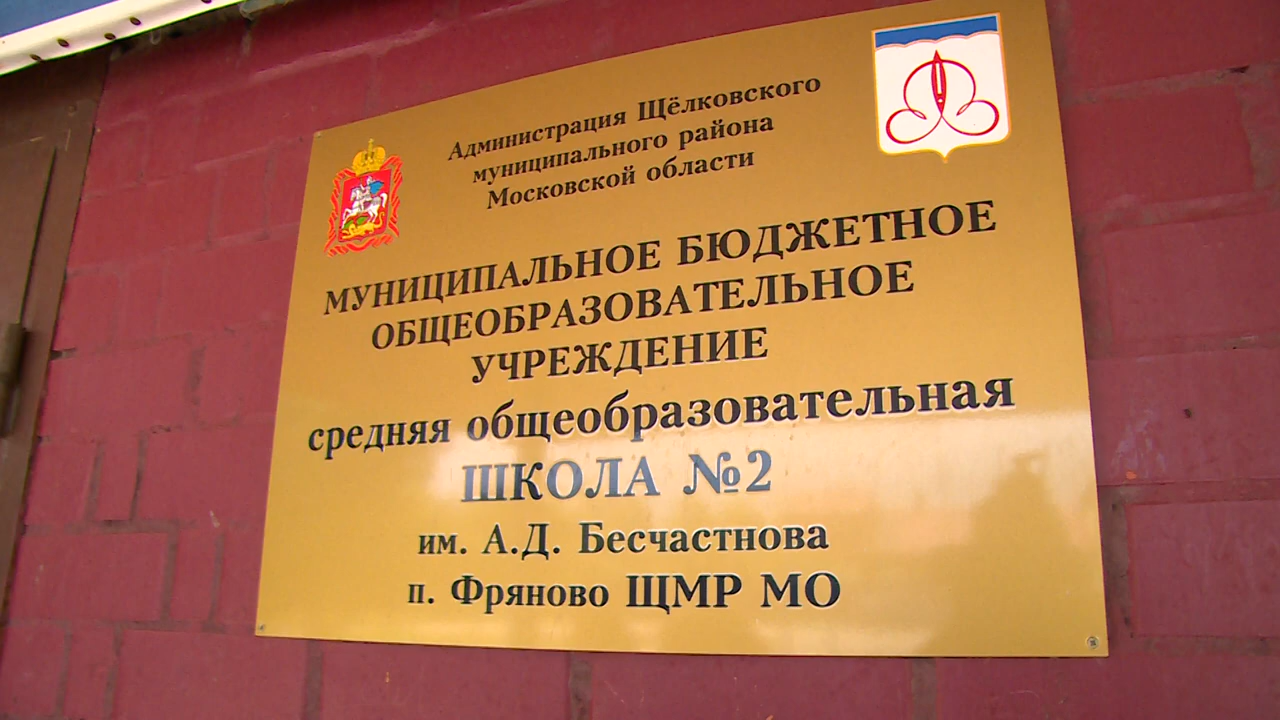 Администрация Щёлковского
муниципального района
Московской области
МУНИЦИПАЛЬНОЕ БЮДЖЕТНОЕ
ОБЩЕОБРАЗОВАТЕЛЬНОЕ
УЧРЕЖДЕНИЕ
средняя общеобразовательная
ШКОЛА №2
им. А.Д. Бесчастнова
п. Фряново ЩМР МО